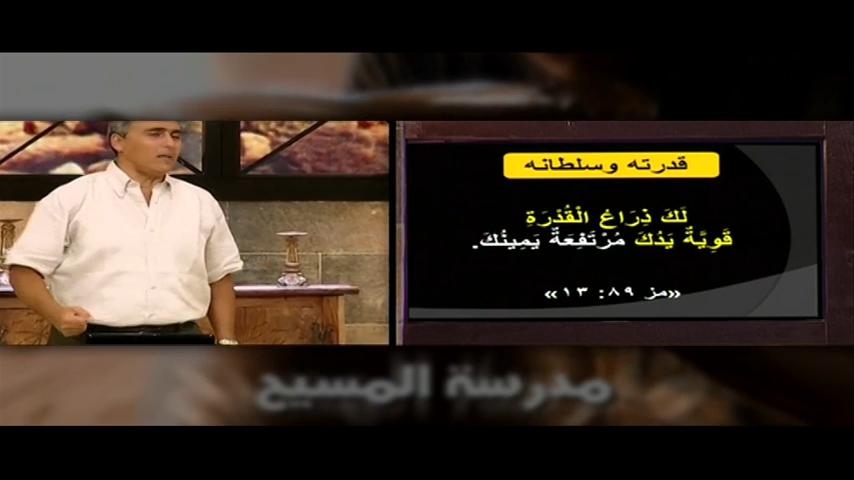 قدرته وسلطانه
لَكَ ذِرَاعُ الْقُدْرَةِ
قَوِيَّةٌ يَدُكَ مُرْتَفِعَةٌ يَمِينُكَ.
«مز ٨٩: ١٣»
مدرسة المسيح